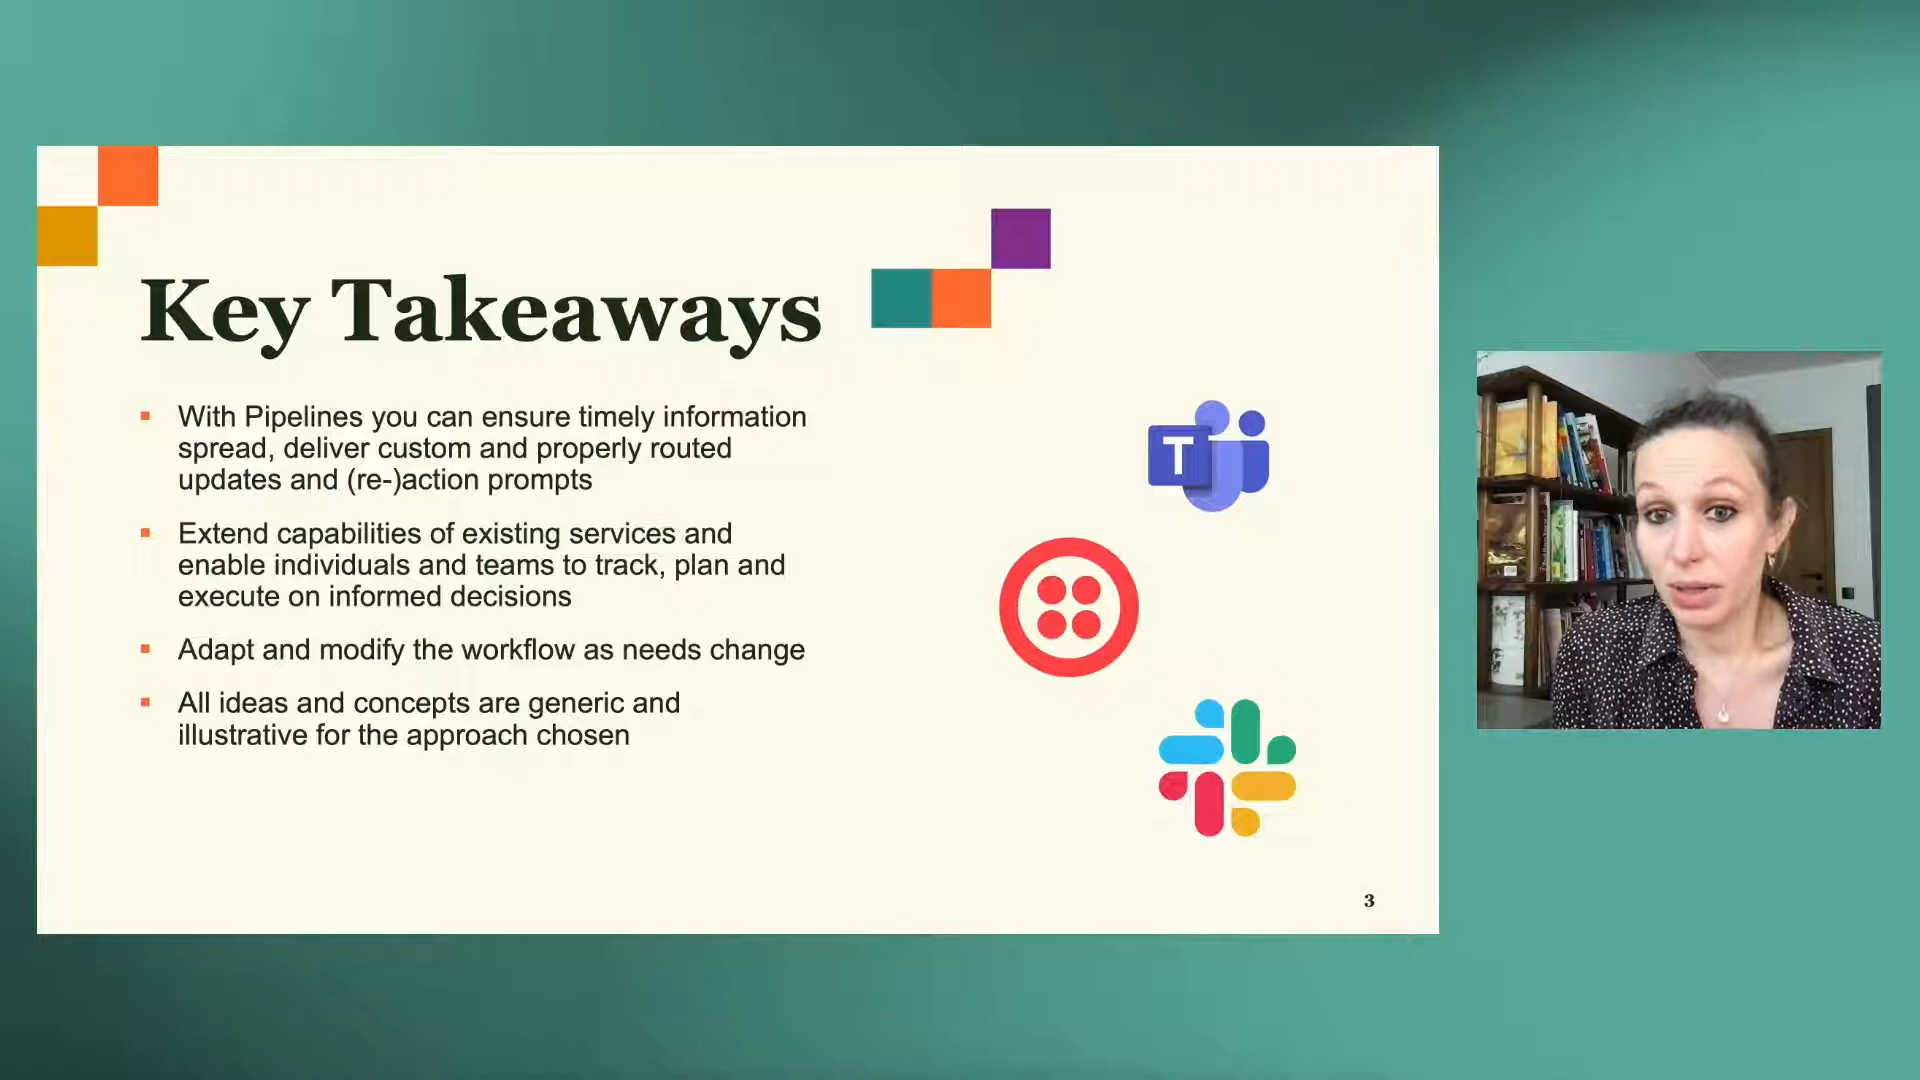 Key Takeaways
With Pipelines you can ensure timely information
spread, deliver custom and properly routed
updates and (re-)action prompts
Extend capabilities of existing services and
enable individuals and teams to track, plan and
execute on informed decisions
Adapt and modify the workflow as needs change
All ideas and concepts are generic and
illustrative for the approach chosen
T
3